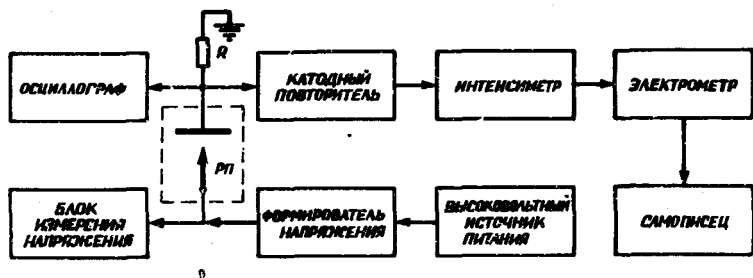 R
ОСЦИЛЛОГРАФ
КАТОДНЫЙ
ПОВТОРИТЕЛЬ
ИНТЕНСИМЕТР
ЭЛЕКТРОМЕТР
РП
БЛОК
ИЗМЕРЕНИЯ
НАПРЯЖЕНИЯ
ФОРМИРОВАТЕЛЬ
НАПРЯЖЕНИЯ
ВЫСОКОВОЛЬТНЫЙ
ИСТОЧНИК
ПИТАНИЯ
САМОПИСЕЦ